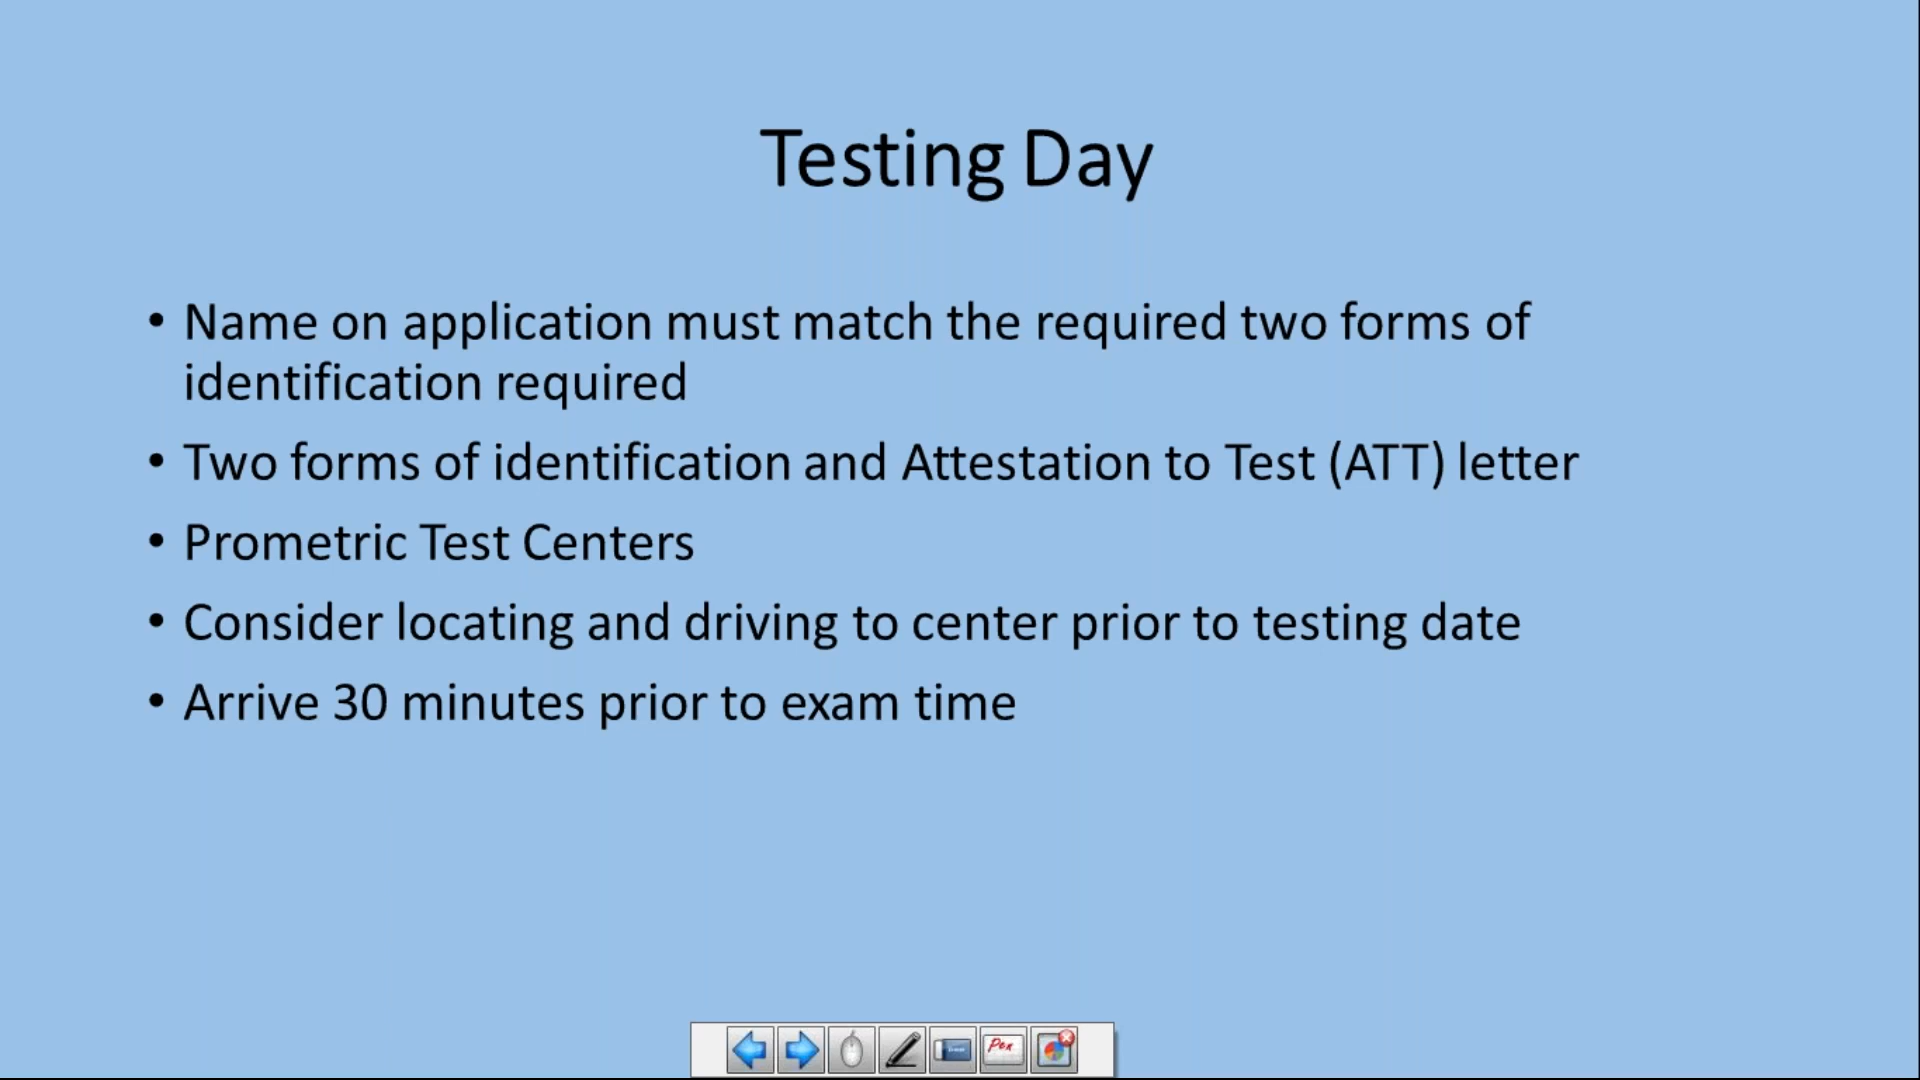 Testing Day
• Name on application must match the required two forms of
identification required
• Two forms of identification and Attestation to Test (ATT) letter
• Prometric Test Centers
• Consider locating and driving to center prior to testing date
• Arrive 30 minutes prior to exam time
Pen